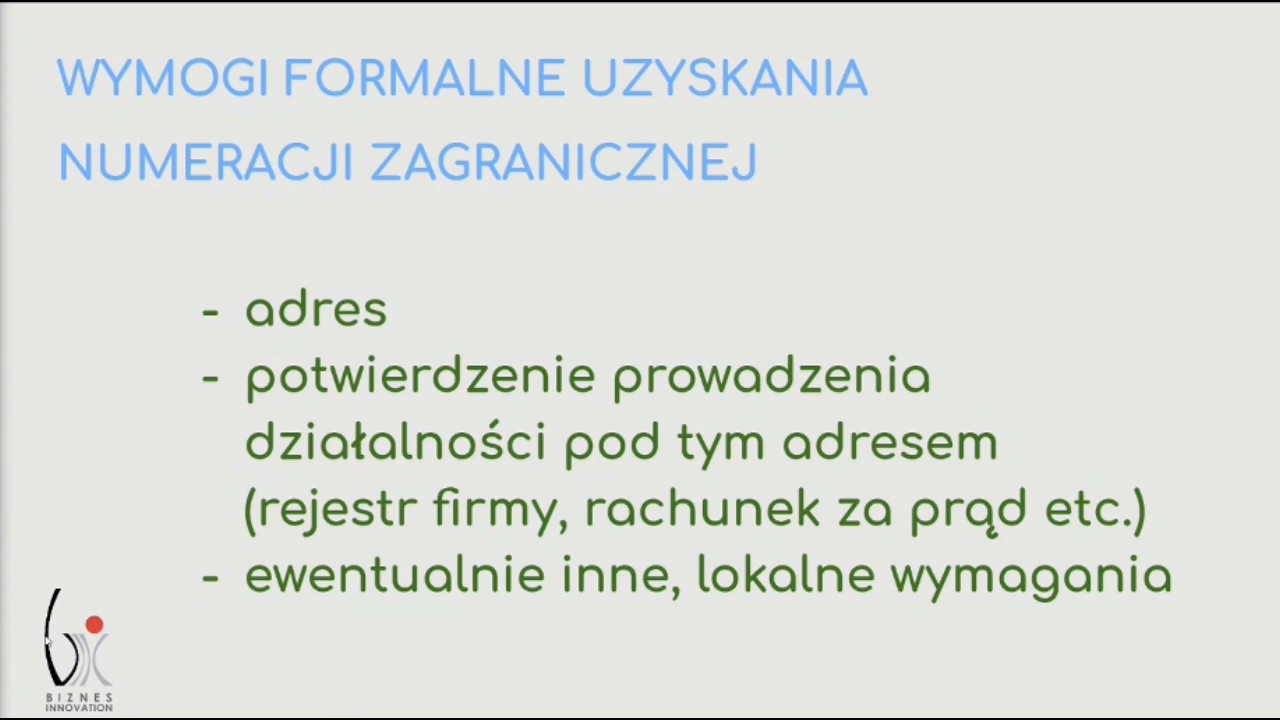 WYMOGI FORMALNE UZYSKANIA
NUMERACJI ZAGRANICZNEJ
- adres
- potwierdzenie prowadzenia
działalności pod tym adresem
(rejestr firmy, rachunek za prąd etc.)
- ewentualnie inne, lokalne wymagania
BIZNES
INNOVATION